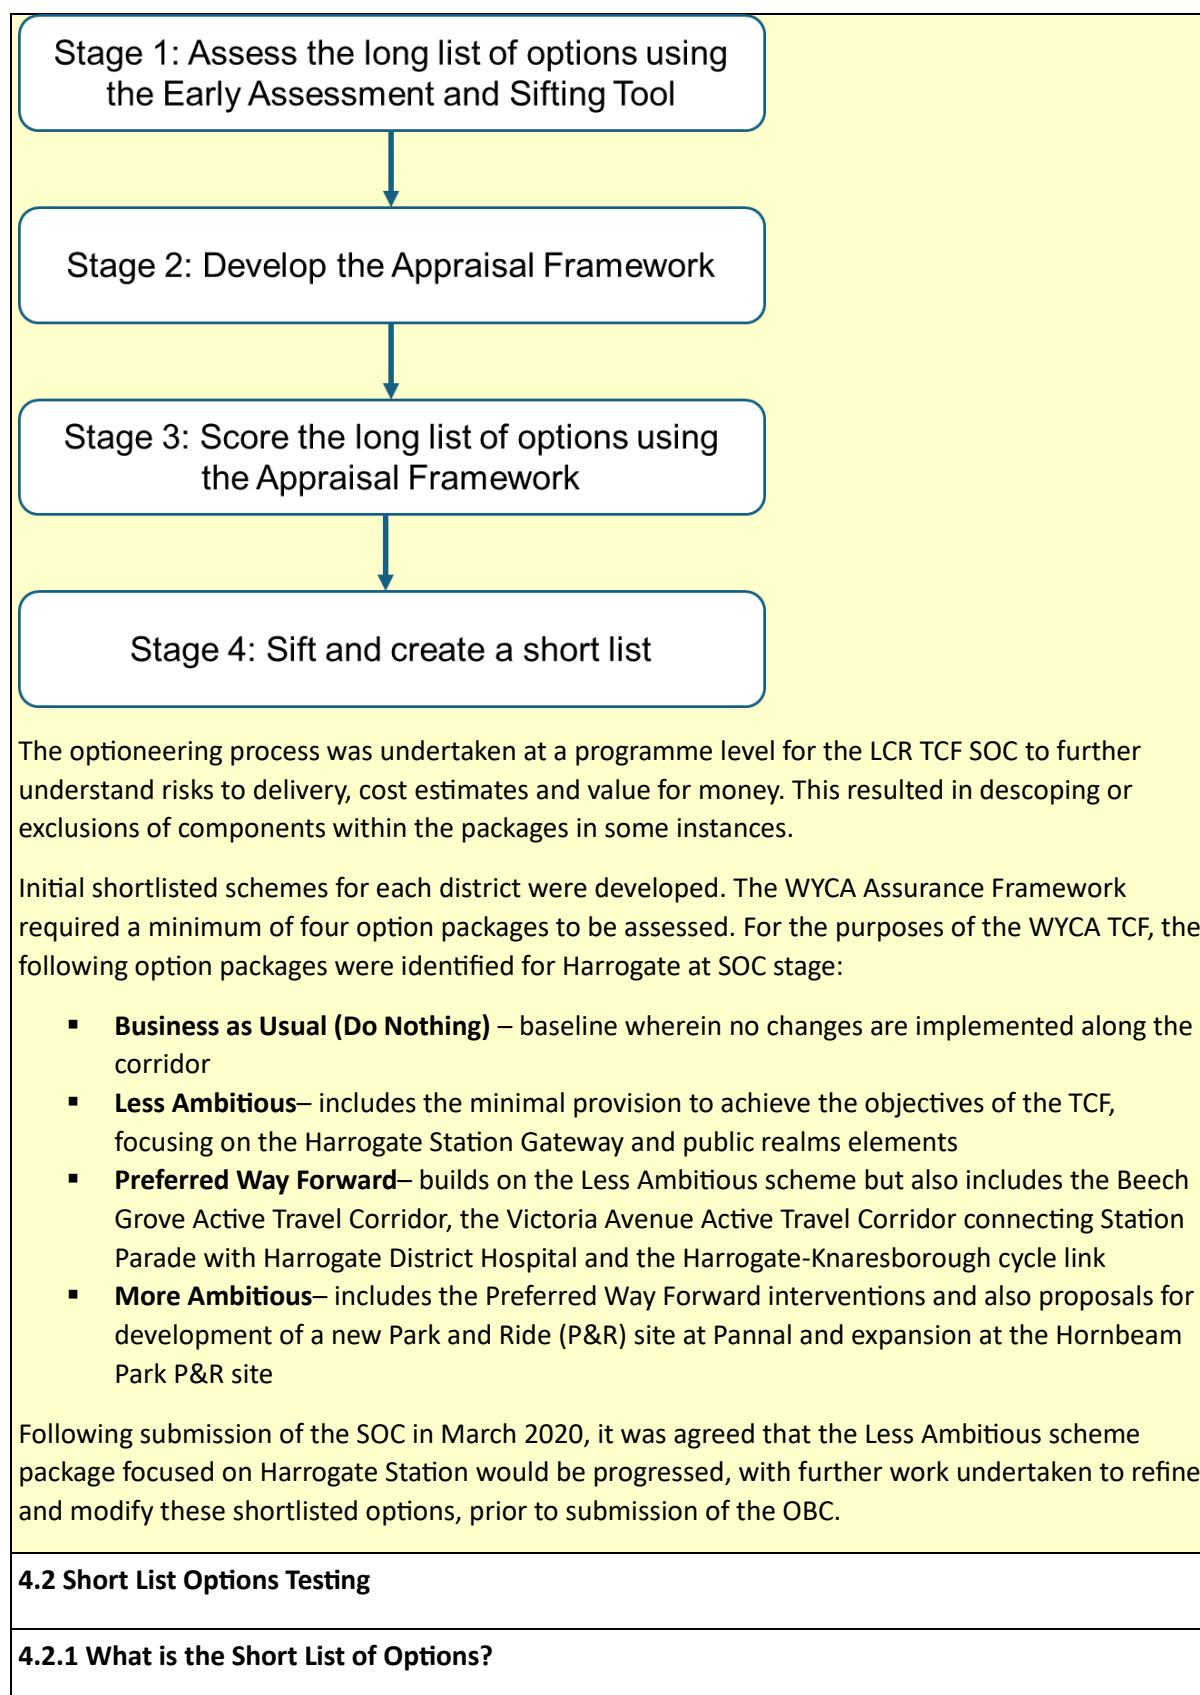 Stage 1: Assess the long list of options using
the Early Assessment and Sifting Tool
Stage 2: Develop the Appraisal Framework
Stage 3: Score the long list of options using
the Appraisal Framework
Stage 4: Sift and create a short list
The optioneering process was undertaken at a programme level for the LCR TCF SOC to further
understand risks to delivery, cost estimates and value for money. This resulted in descoping or
exclusions of components within the packages in some instances.
Initial shortlisted schemes for each district were developed. The WYCA Assurance Framework
required a minimum of four option packages to be assessed. For the purposes of the WYCA TCF, the
following option packages were identified for Harrogate at SOC stage:
▪ Business as Usual (Do Nothing) – baseline wherein no changes are implemented along the
corridor
▪ Less Ambitious– includes the minimal provision to achieve the objectives of the TCF,
focusing on the Harrogate Station Gateway and public realms elements
▪ Preferred Way Forward– builds on the Less Ambitious scheme but also includes the Beech
Grove Active Travel Corridor, the Victoria Avenue Active Travel Corridor connecting Station
Parade with Harrogate District Hospital and the Harrogate-Knaresborough cycle link
▪ More Ambitious– includes the Preferred Way Forward interventions and also proposals for
development of a new Park and Ride (P&R) site at Pannal and expansion at the Hornbeam
Park P&R site
Following submission of the SOC in March 2020, it was agreed that the Less Ambitious scheme
package focused on Harrogate Station would be progressed, with further work undertaken to refine
and modify these shortlisted options, prior to submission of the OBC.
4.2 Short List Options Testing
4.2.1 What is the Short List of Options?